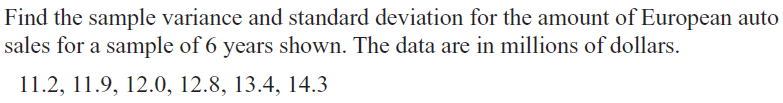 Find the sample variance and standard deviation for the amount of European auto
sales for a sample of 6 years shown. The data are in millions of dollars.
11.2, 11.9, 12.0, 12.8, 13.4, 14.3